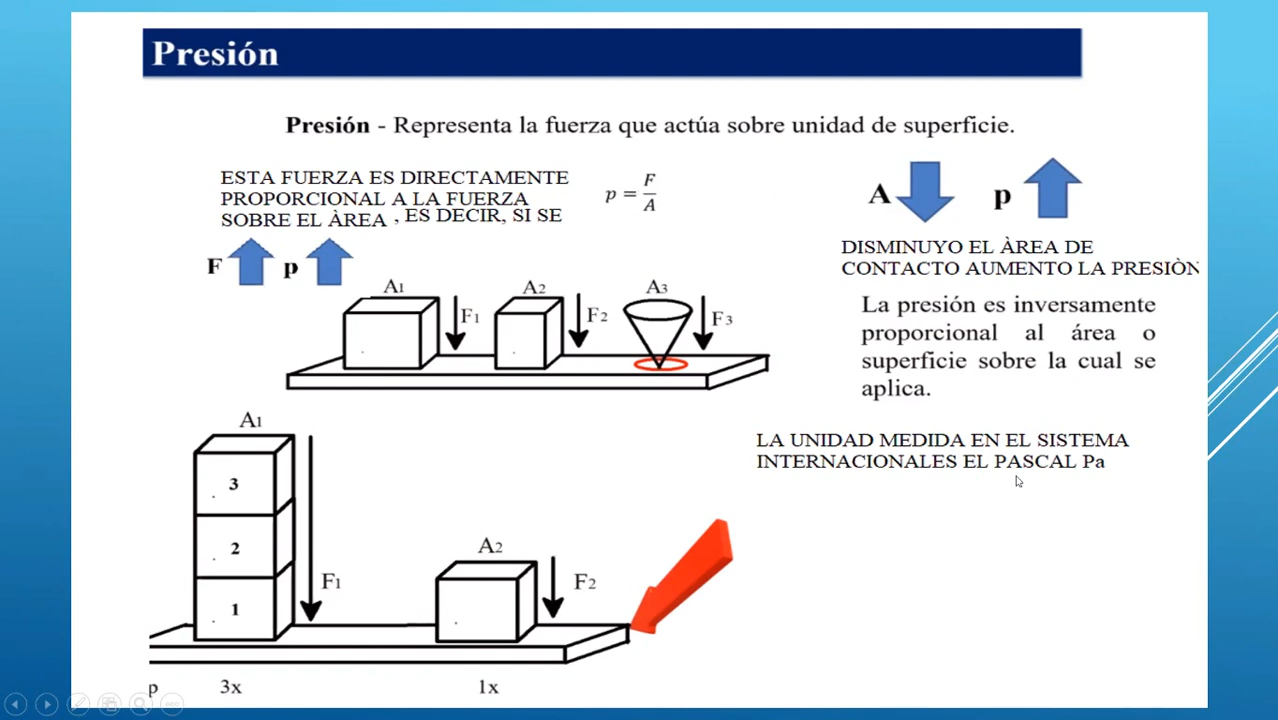 Presión
Presión - Representa la fuerza que actúa sobre unidad de superficie.
ESTA FUERZA ES DIRECTAMENTE
PROPORCIONAL A LA FUERZA
SOBRE EL ÀREA , ES DECIR, SI SE
p = F/A
F p
A p
DISMINUYO EL ÀREA DE
CONTACTO AUMENTO LA PRESIÒN
La presión es inversamente
proporcional al área o
superficie sobre la cual se
aplica.
A1 A2 A3
F1 F2 F3
LA UNIDAD MEDIDA EN EL SISTEMA
INTERNACIONALES EL PASCAL Pa
A1
3
2
1
F1
A2
F2
p 3x 1x